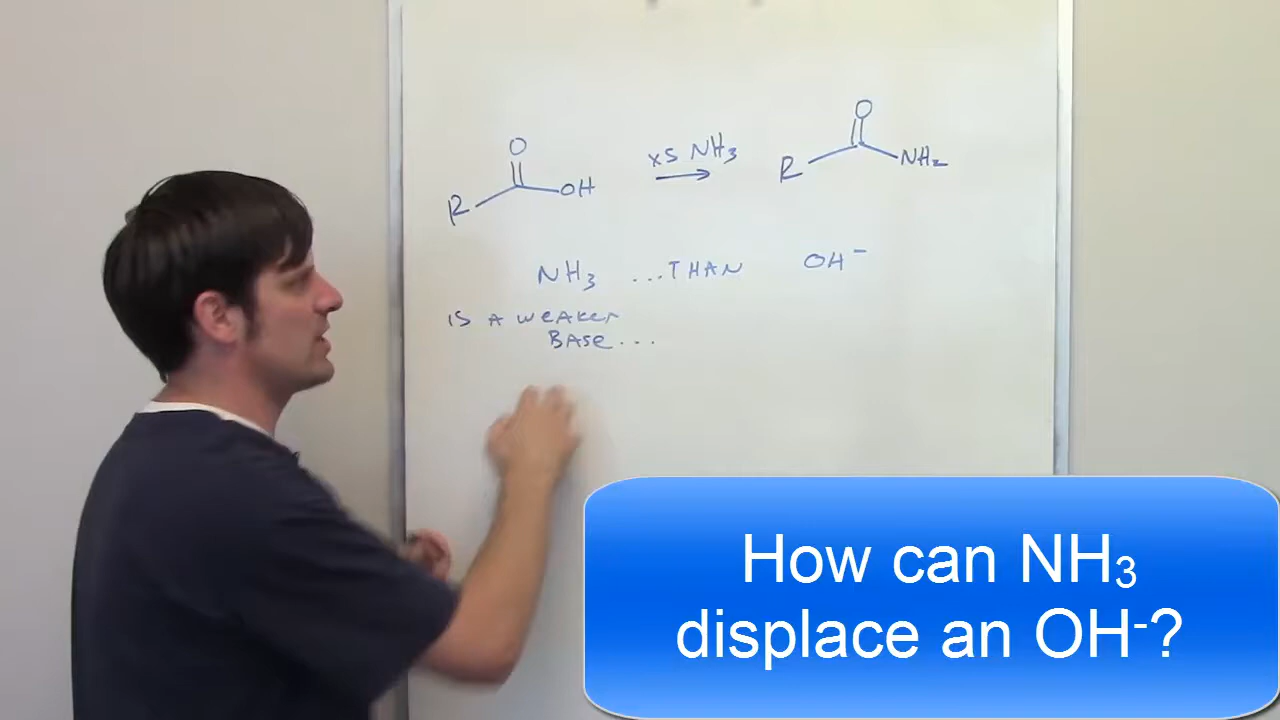 O
O
xS NH₃
R
OH
R
NH₂
NH₃ ...THAN OH⁻
IS A WEAKER
BASE...
How can NH₃
displace an OH⁻?